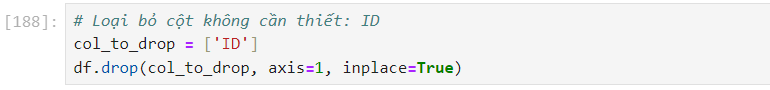 [188]: # Loại bỏ cột không cần thiết: ID
col_to_drop = ['ID']
df.drop(col_to_drop, axis=1, inplace=True)